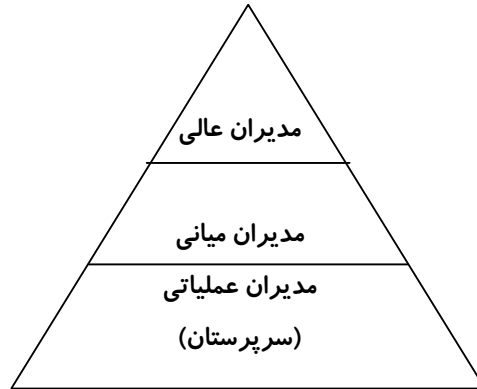 مدیران عالی
مدیران میانی
مدیران عملیاتی
(سرپرستان)